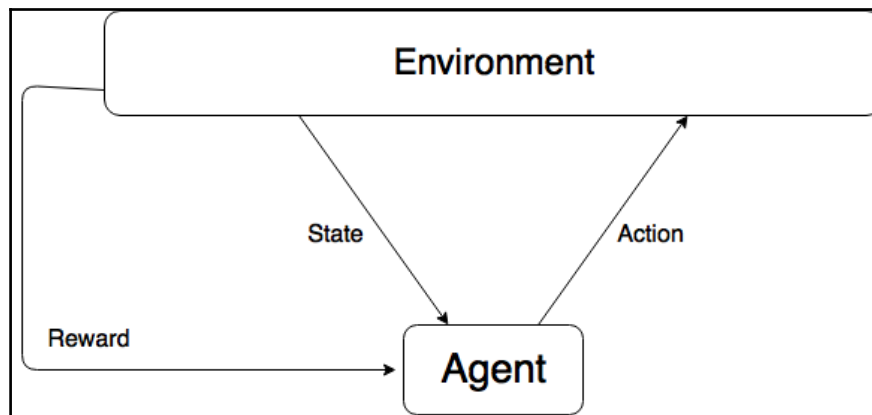 Environment
State
Action
Reward
Agent